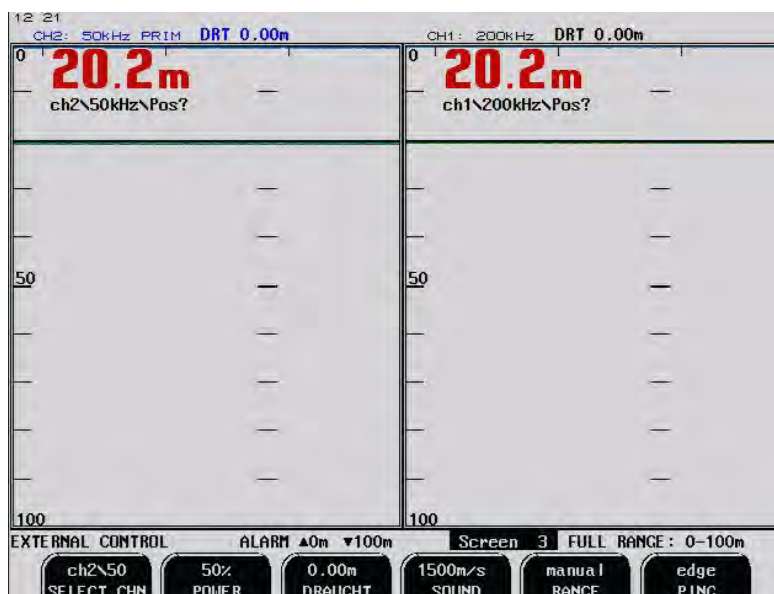 12 21
CH2: 50kHz PRIM DRT 0.00m
0
20.2m
ch2\50kHz\Pos?
50
100
CH1: 200kHz DRT 0.00m
0
20.2m
ch1\200kHz\Pos?
50
100
EXTERNAL CONTROL ALARM ▲0m ▼100m Screen 3 FULL RANGE: 0-100m
ch2\50 50% 0.00m 1500m/s manual edge
SELECT CHN POWER DRAUGHT SOUND RANGE PING